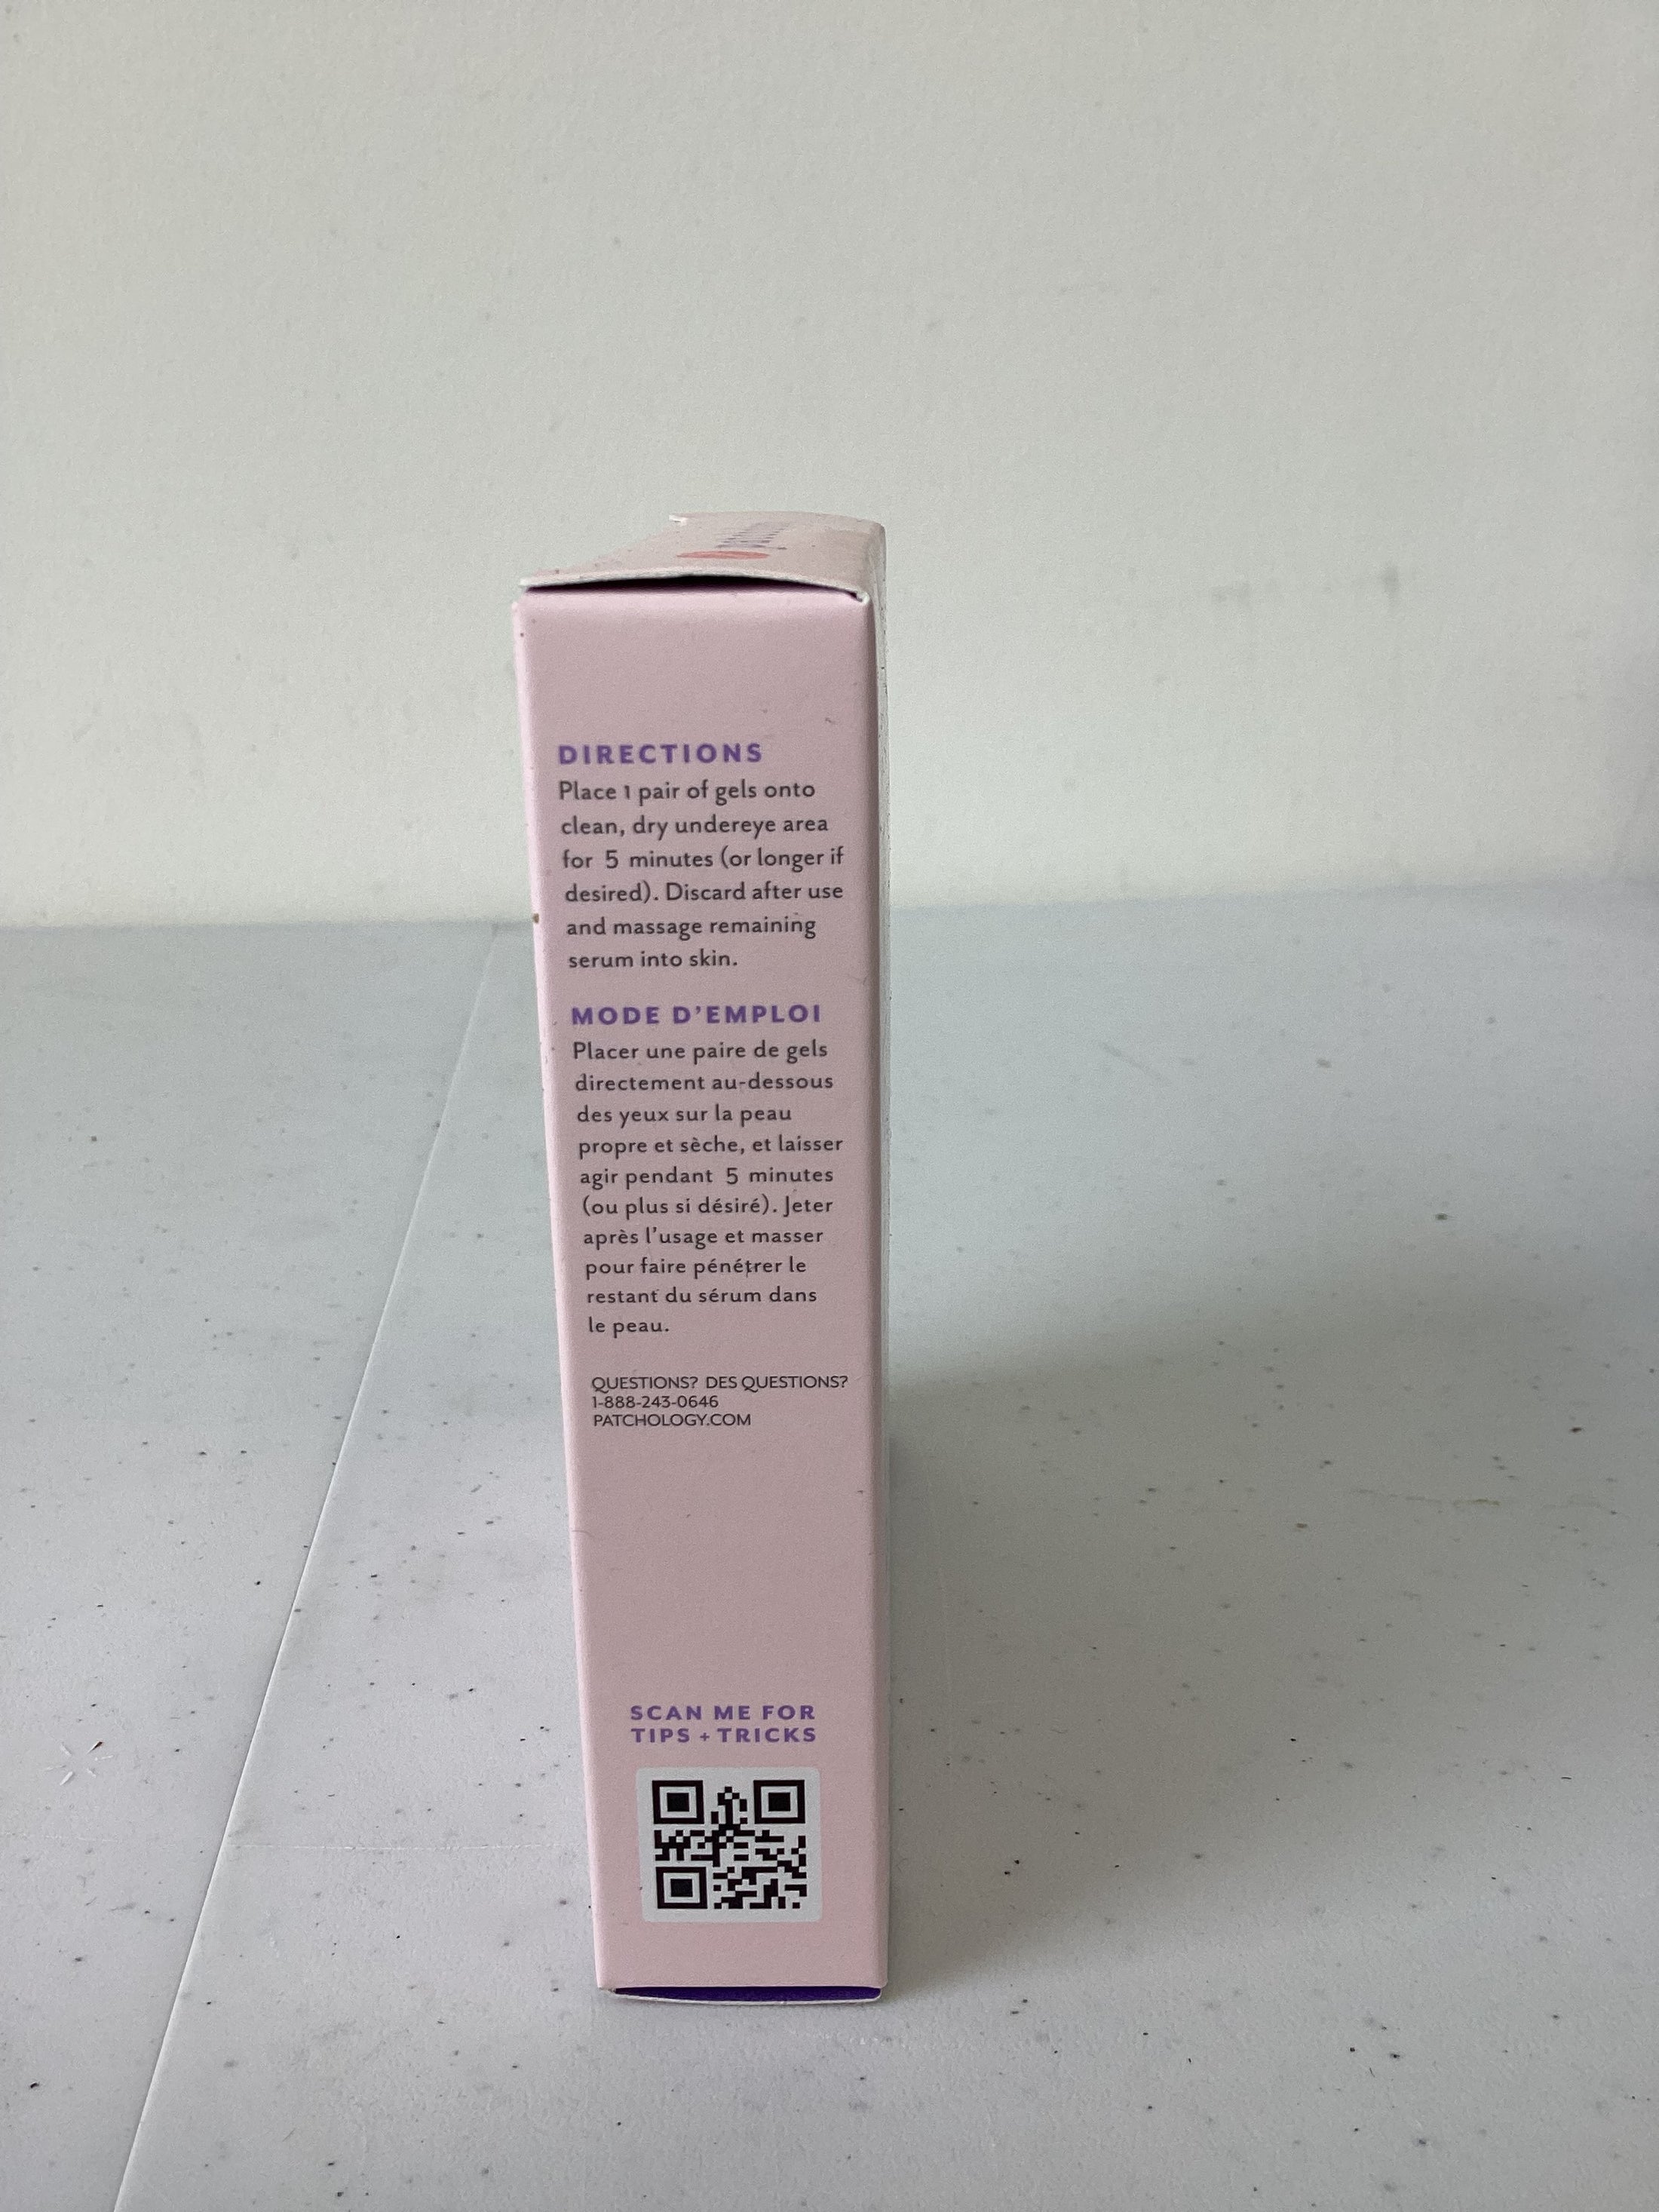 DIRECTIONS
Place 1 pair of gels onto
clean, dry undereye area
for 5 minutes (or longer if
desired). Discard after use
and massage remaining
serum into skin.
MODE D'EMPLOI
Placer une paire de gels
directement au-dessous
des yeux sur la peau
propre et sèche, et laisser
agir pendant 5 minutes
(ou plus si désiré). Jeter
après l'usage et masser
pour faire pénétrer le
restant du sérum dans
le peau.
QUESTIONS? DES QUESTIONS?
1-888-243-0646
PATCHOLOGY.COM
SCAN ME FOR
TIPS + TRICKS